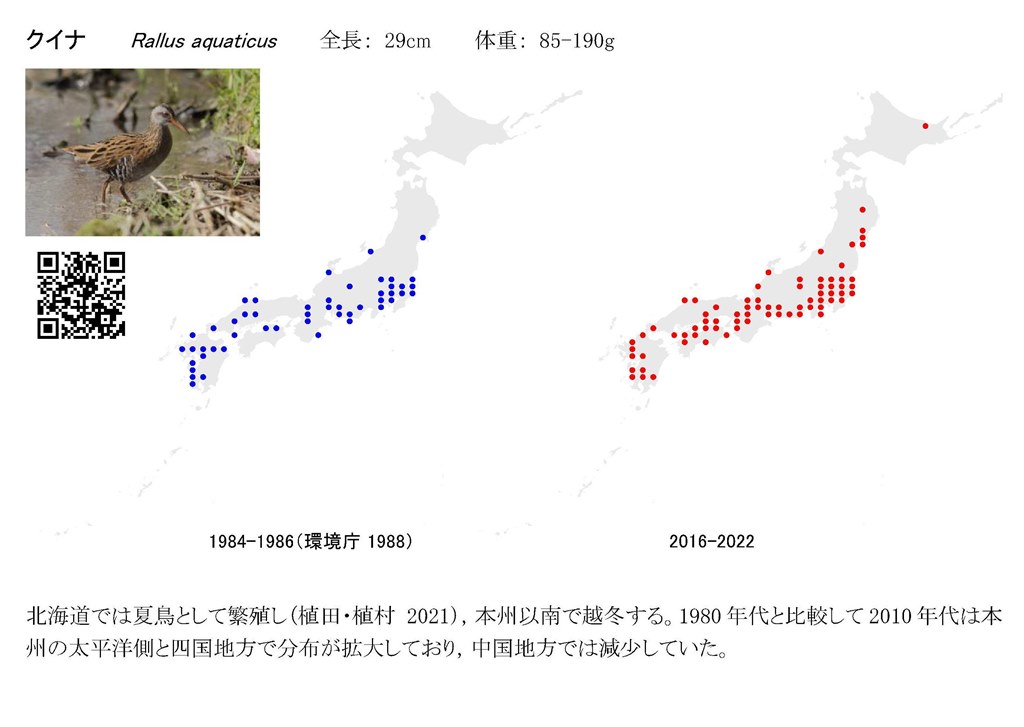 クイナ Rallus aquaticus 全長: 29cm 体重: 85-190g
1984-1986(環境庁 1988)
2016-2022
北海道では夏鳥として繁殖し(植田・植村 2021), 本州以南で越冬する。1980 年代と比較して 2010 年代は本
州の太平洋側と四国地方で分布が拡大しており, 中国地方では減少していた。